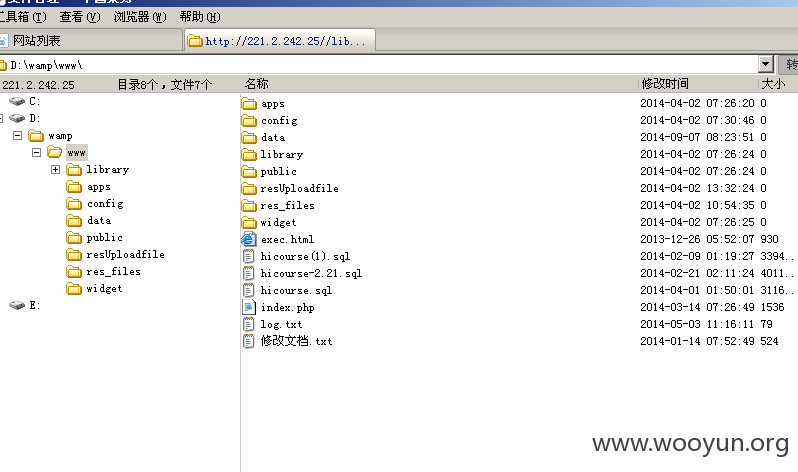 工具箱(T) 查看(V) 浏览器(W) 帮助(H)
网站列表 http://221.2.242.25//lib...
D:\wamp\www\ 转
221.2.242.25 目录8个，文件7个 名称 修改时间 大小
C:
D:
wamp
www
library
apps
config
data
public
resUploadfile
res_files
widget
E:
apps 2014-04-02 07:26:20 0
config 2014-04-02 07:30:46 0
data 2014-09-07 08:23:51 0
library 2014-04-02 07:26:24 0
public 2014-04-02 07:26:24 0
resUploadfile 2014-04-02 13:32:24 0
res_files 2014-04-02 10:54:35 0
widget 2014-04-02 07:26:25 0
exec.html 2013-12-26 05:52:07 930
hicourse(1).sql 2014-02-09 01:19:27 3394...
hicourse-2.21.sql 2014-02-21 02:11:24 4011...
hicourse.sql 2014-04-01 01:50:01 3116...
index.php 2014-03-14 07:26:49 1536
log.txt 2014-05-03 11:16:11 79
修改文档.txt 2014-01-14 07:52:49 524
www.wooyun.org